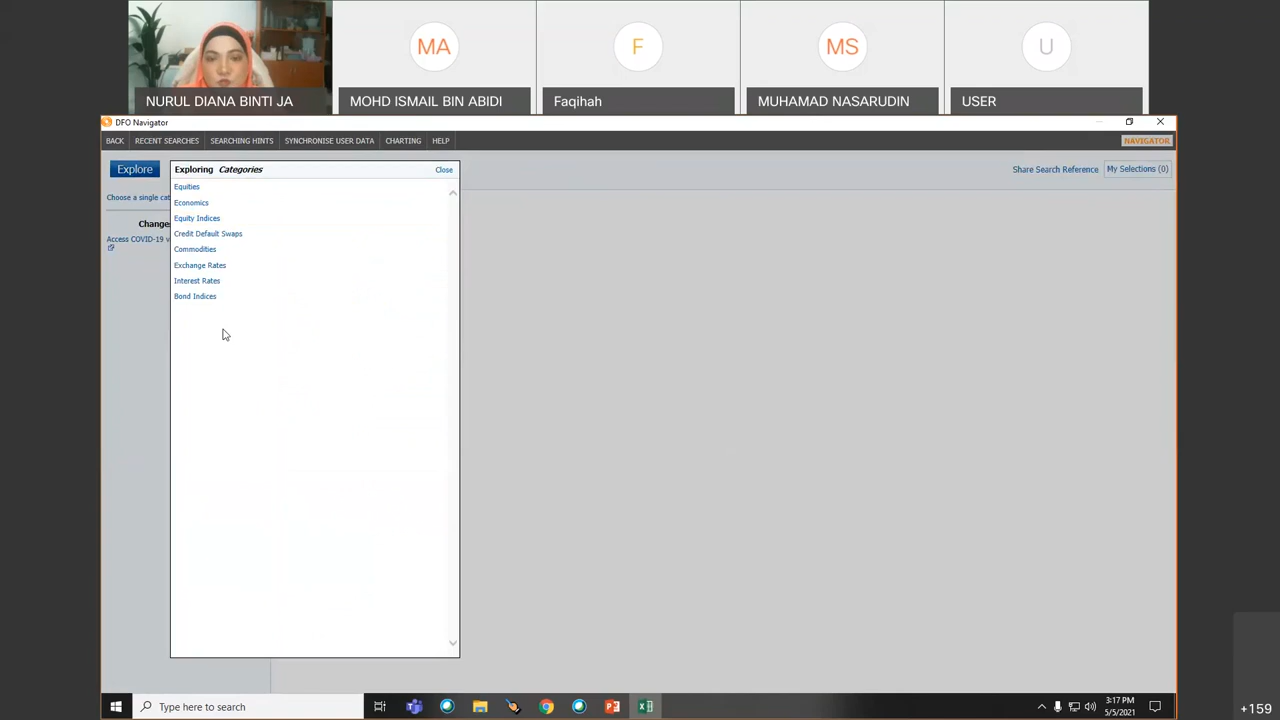 MA
F
MS
U
NURUL DIANA BINTI JA
MOHD ISMAIL BIN ABIDI
Faqihah
MUHAMAD NASARUDIN
USER
DFO Navigator
BACK
RECENT SEARCHES
SEARCHING HINTS
SYNCHRONISE USER DATA
CHARTING
HELP
NAVIGATOR
Explore
Exploring Categories
Close
Share Search Reference
My Selections (0)
Equities
Choose a single cat
Economics
Equity Indices
Change
Credit Default Swaps
Access COVID-19 v
Commodities
Exchange Rates
Interest Rates
Bond Indices
Type here to search
3:17 PM
5/5/2021
+159